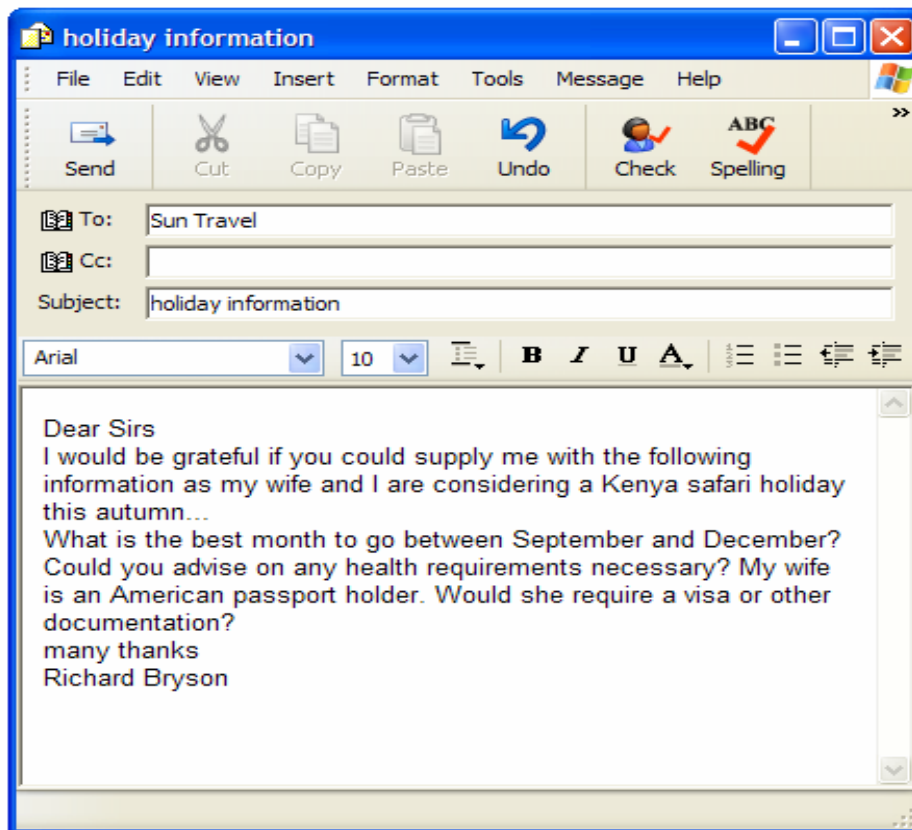 holiday information
File Edit View Insert Format Tools Message Help
Send Cut Copy Paste Undo Check ABC Spelling »
To: Sun Travel
Cc:
Subject: holiday information
Arial 10 B I U A
Dear Sirs
I would be grateful if you could supply me with the following
information as my wife and I are considering a Kenya safari holiday
this autumn...
What is the best month to go between September and December?
Could you advise on any health requirements necessary? My wife
is an American passport holder. Would she require a visa or other
documentation?
many thanks
Richard Bryson